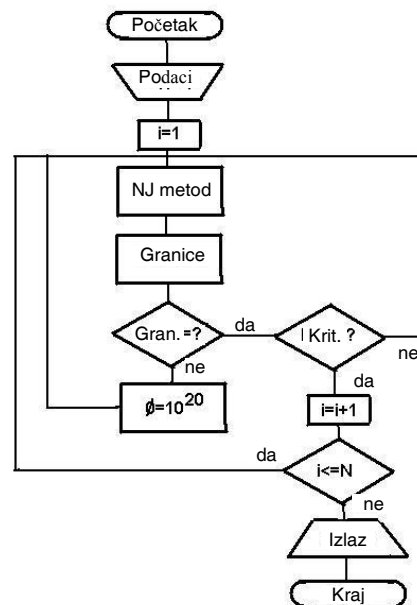 Početak
Podaci
i=1
NJ metod
Granice
Gran. =?
da
ne
Krit. ?
ne
da
ϕ=10^20
i=i+1
da
i<=N
ne
Izlaz
Kraj